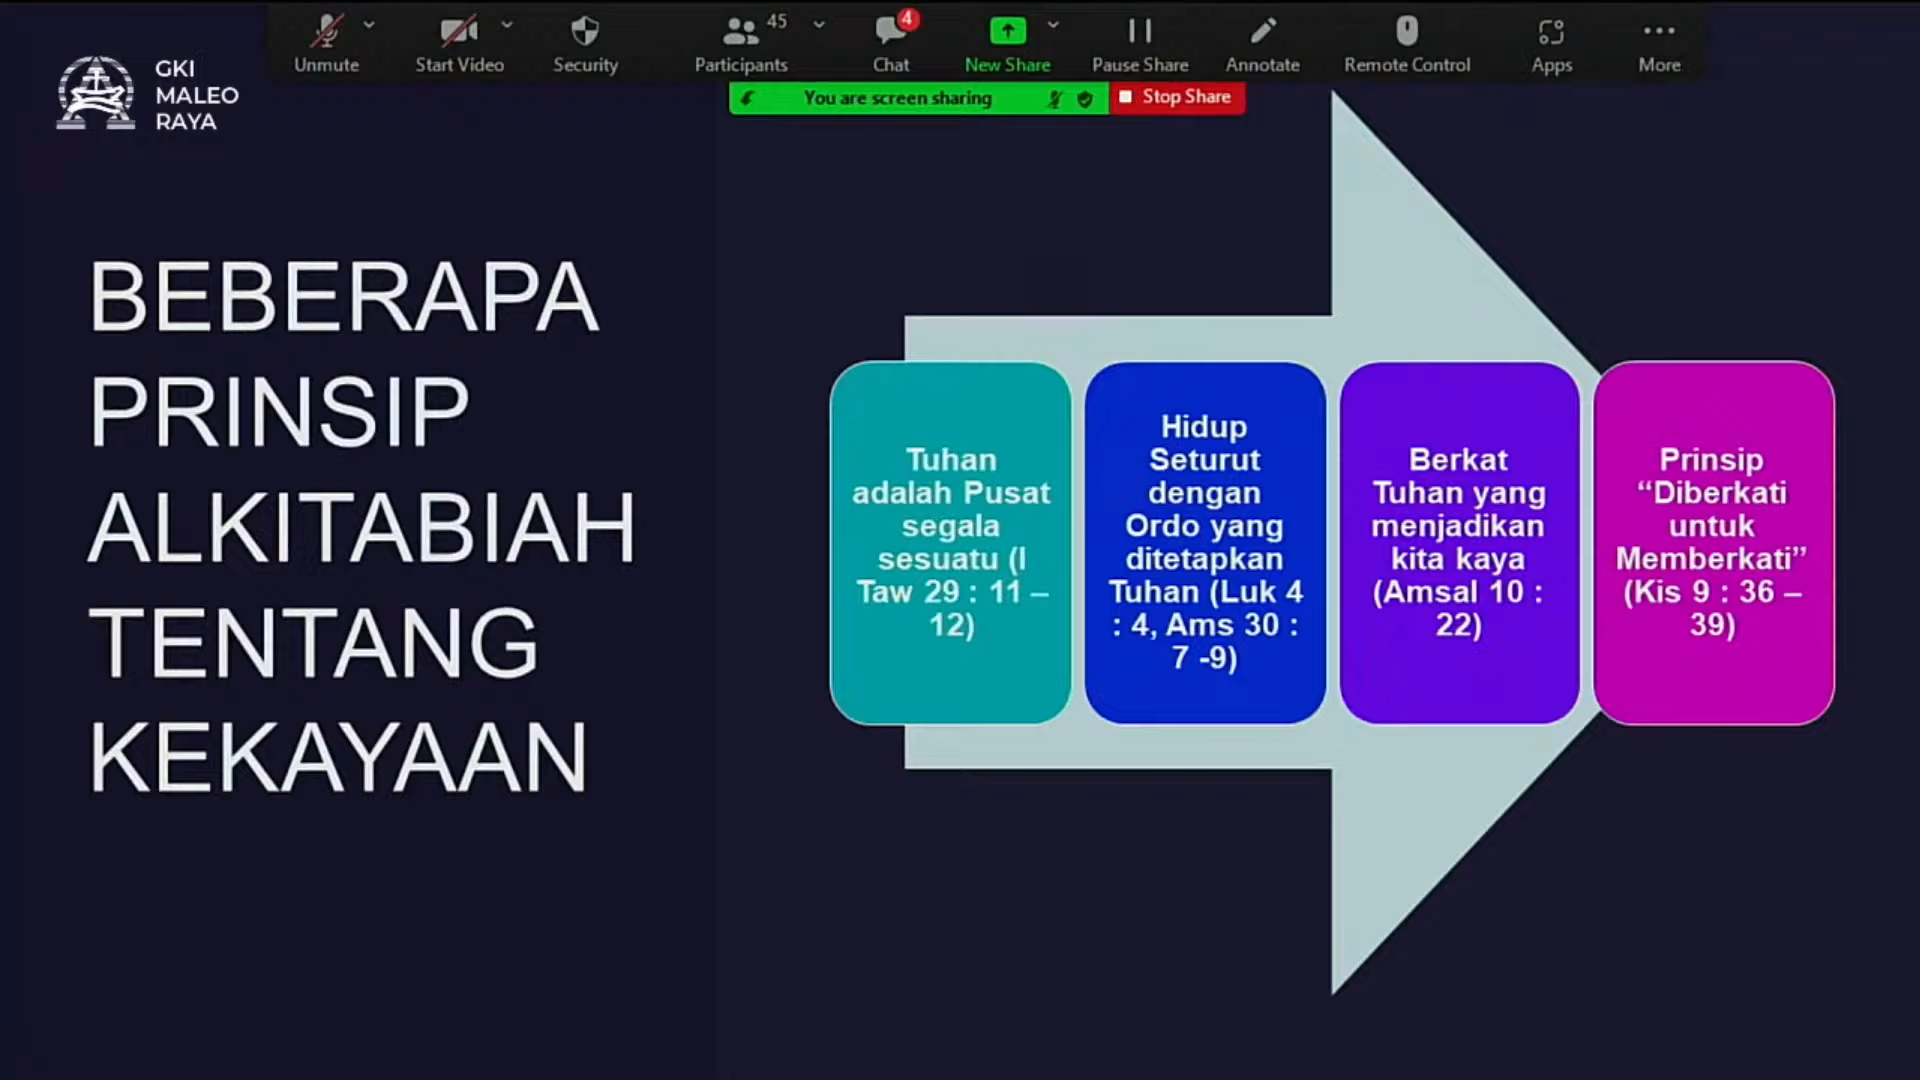 Unmute
Start Video
Security
Participants
45
Chat
4
New Share
Pause Share
Annotate
Remote Control
Apps
More
You are screen sharing
Stop Share
GKI
MALEO
RAYA
BEBERAPA
PRINSIP
ALKITABIAH
TENTANG
KEKAYAAN
Tuhan
adalah Pusat
segala
sesuatu (I
Taw 29 : 11 –
12)
Hidup
Seturut
dengan
Ordo yang
ditetapkan
Tuhan (Luk 4
: 4, Ams 30 :
7 -9)
Berkat
Tuhan yang
menjadikan
kita kaya
(Amsal 10 :
22)
Prinsip
“Diberkati
untuk
Memberkati”
(Kis 9 : 36 –
39)